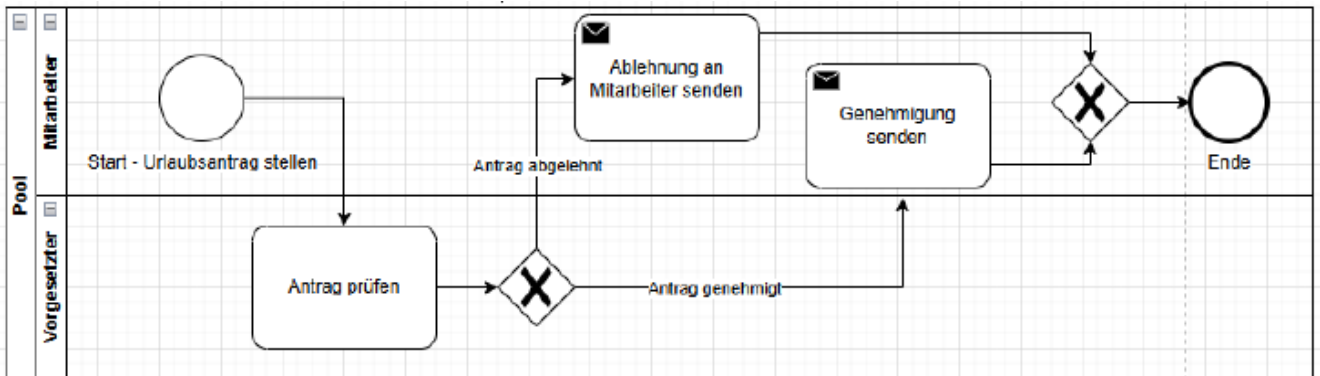 Pool
Mitarbeiter
Start - Urlaubsantrag stellen
Ablehnung an
Mitarbeiter senden
Genehmigung
senden
Ende
Antrag abgelehnt
Vorgesetzter
Antrag prüfen
Antrag genehmigt